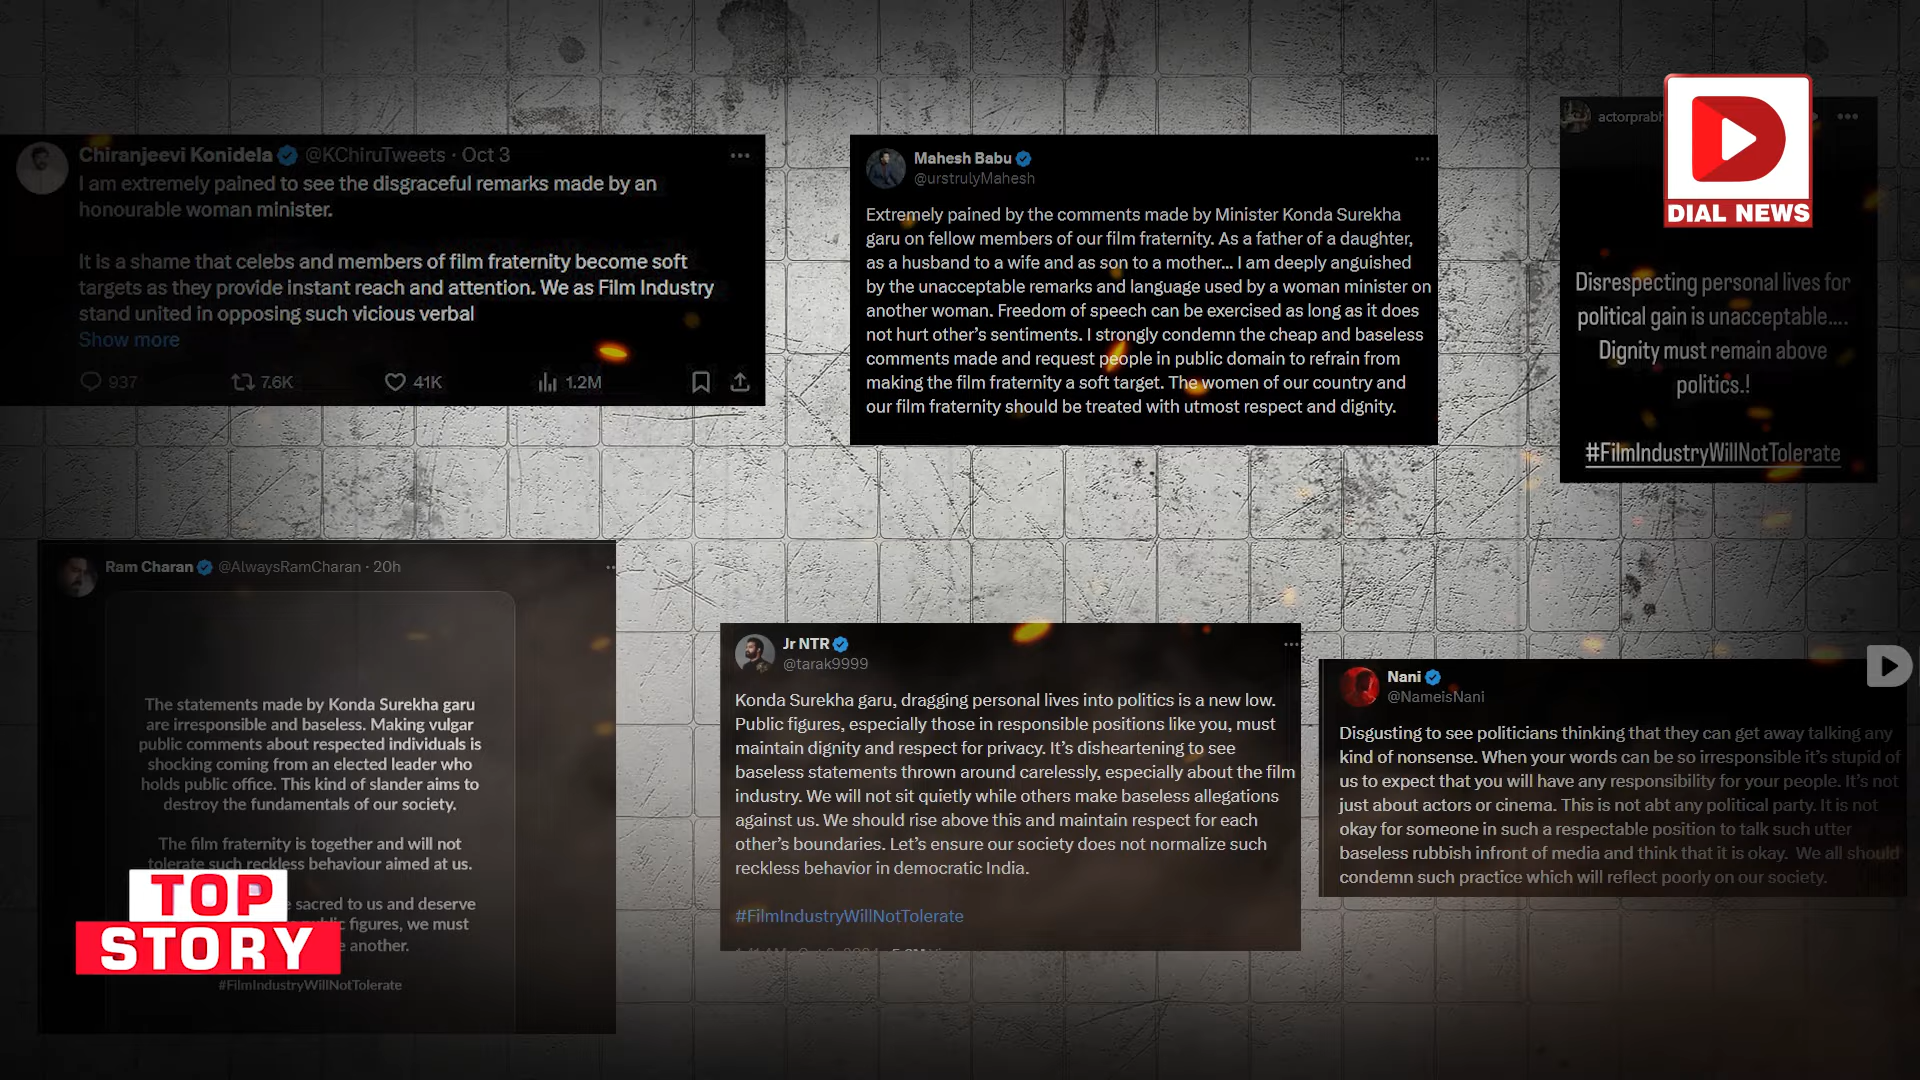 Chiranjeevi Konidela @KChiruTweets · Oct 3
I am extremely pained to see the disgraceful remarks made by an
honourable woman minister.
It is a shame that celebs and members of film fraternity become soft
targets as they provide instant reach and attention. We as Film Industry
stand united in opposing such vicious verbal
Show more
937 7.6K 41K 1.2M
Mahesh Babu
@urstrulyMahesh
Extremely pained by the comments made by Minister Konda Surekha
garu on fellow members of our film fraternity. As a father of a daughter,
as a husband to a wife and as son to a mother... I am deeply anguished
by the unacceptable remarks and language used by a woman minister on
another woman. Freedom of speech can be exercised as long as it does
not hurt other's sentiments. I strongly condemn the cheap and baseless
comments made and request people in public domain to refrain from
making the film fraternity a soft target. The women of our country and
our film fraternity should be treated with utmost respect and dignity.
actorprabh
DIAL NEWS
Disrespecting personal lives for
political gain is unacceptable....
Dignity must remain above
politics.!
#FilmIndustryWillNotTolerate
Ram Charan @AlwaysRamCharan · 20h
The statements made by Konda Surekha garu
are irresponsible and baseless. Making vulgar
public comments about respected individuals is
shocking coming from an elected leader who
holds public office. This kind of slander aims to
destroy the fundamentals of our society.
The film fraternity is together and will not
tolerate such reckless behaviour aimed at us.
sacred to us and deserve
figures, we must
another.
#FilmIndustryWillNotTolerate
TOP
STORY
Jr NTR
@tarak9999
Konda Surekha garu, dragging personal lives into politics is a new low.
Public figures, especially those in responsible positions like you, must
maintain dignity and respect for privacy. It's disheartening to see
baseless statements thrown around carelessly, especially about the film
industry. We will not sit quietly while others make baseless allegations
against us. We should rise above this and maintain respect for each
other's boundaries. Let's ensure our society does not normalize such
reckless behavior in democratic India.
#FilmIndustryWillNotTolerate
Nani
@NameisNani
Disgusting to see politicians thinking that they can get away talking any
kind of nonsense. When your words can be so irresponsible it's stupid of
us to expect that you will have any responsibility for your people. It's not
just about actors or cinema. This is not abt any political party. It is not
okay for someone in such a respectable position to talk such utter
baseless rubbish infront of media and think that it is okay. We all should
condemn such practice which will reflect poorly on our society.